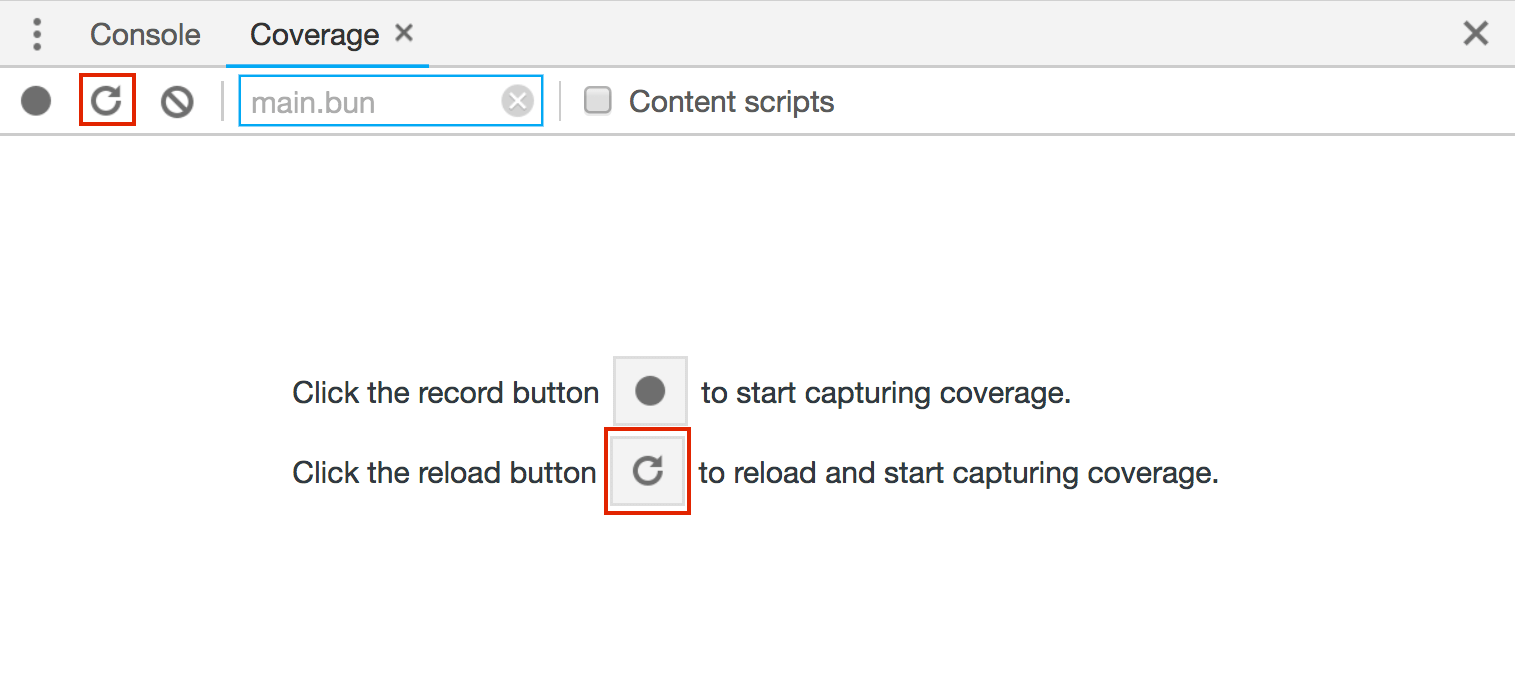 Console Coverage
main.bun Content scripts
Click the record button to start capturing coverage.
Click the reload button to reload and start capturing coverage.